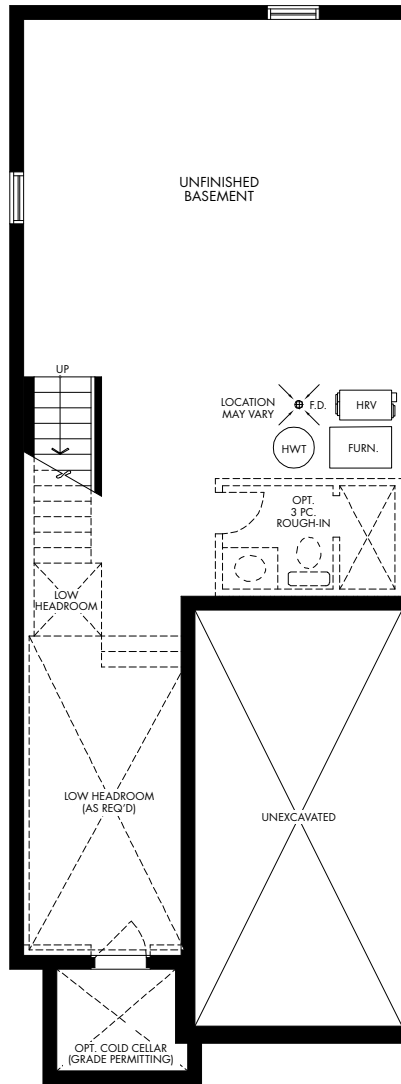 UNFINISHED
BASEMENT
UP
LOCATION
MAY VARY
F.D.
HRV
HWT
FURN.
OPT.
3 PC.
ROUGH-IN
LOW
HEADROOM
LOW HEADROOM
(AS REQ'D)
UNEXCAVATED
OPT. COLD CELLAR
(GRADE PERMITTING)